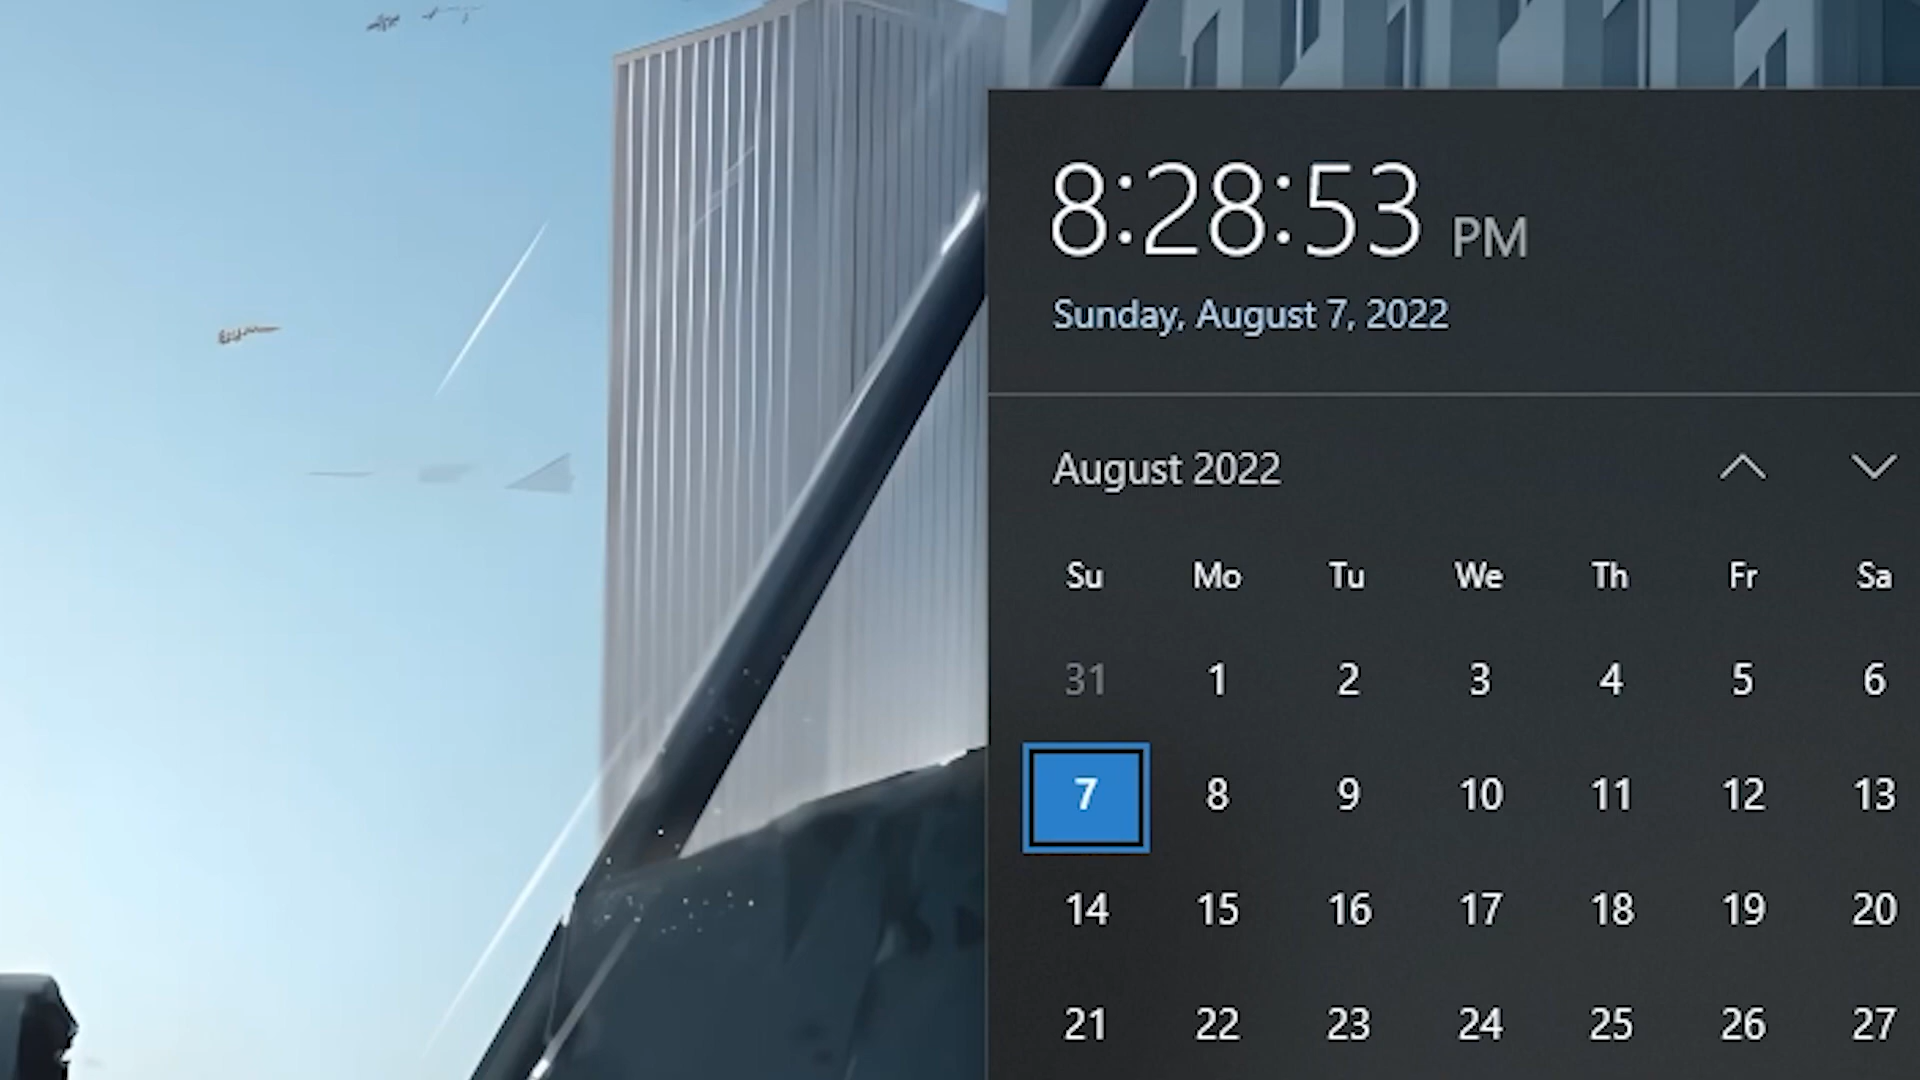 8:28:53 PM
Sunday, August 7, 2022
August 2022
Su Mo Tu We Th Fr Sa
31 1 2 3 4 5 6
7 8 9 10 11 12 13
14 15 16 17 18 19 20
21 22 23 24 25 26 27